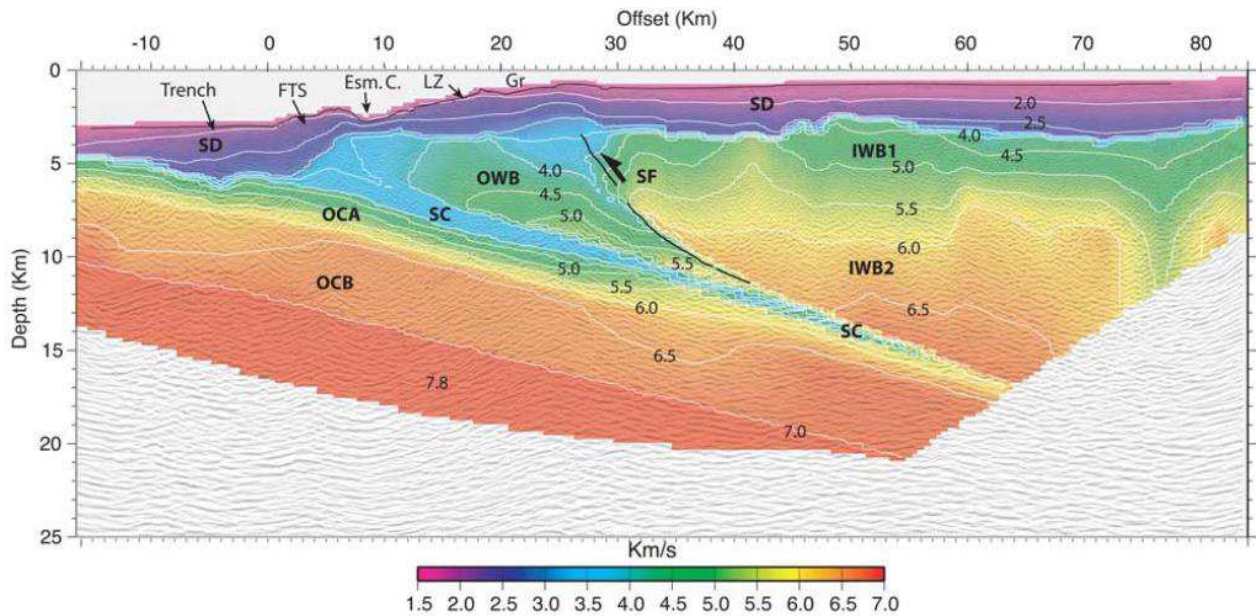 Offset (Km)
-10 0 10 20 30 40 50 60 70 80
0
Trench FTS Esm. C. LZ Gr
SD
2.0
2.5
SD
4.0
4.5
IWB1
5
5.0
4.0
OWB
SF
4.5
5.0
5.5
OCA
SC
6.0
Depth (Km)
10
5.5
5.0
IWB2
OCB
5.5
6.0
6.5
SC
15
6.5
7.8
7.0
20
25
Km/s
1.5 2.0 2.5 3.0 3.5 4.0 4.5 5.0 5.5 6.0 6.5 7.0